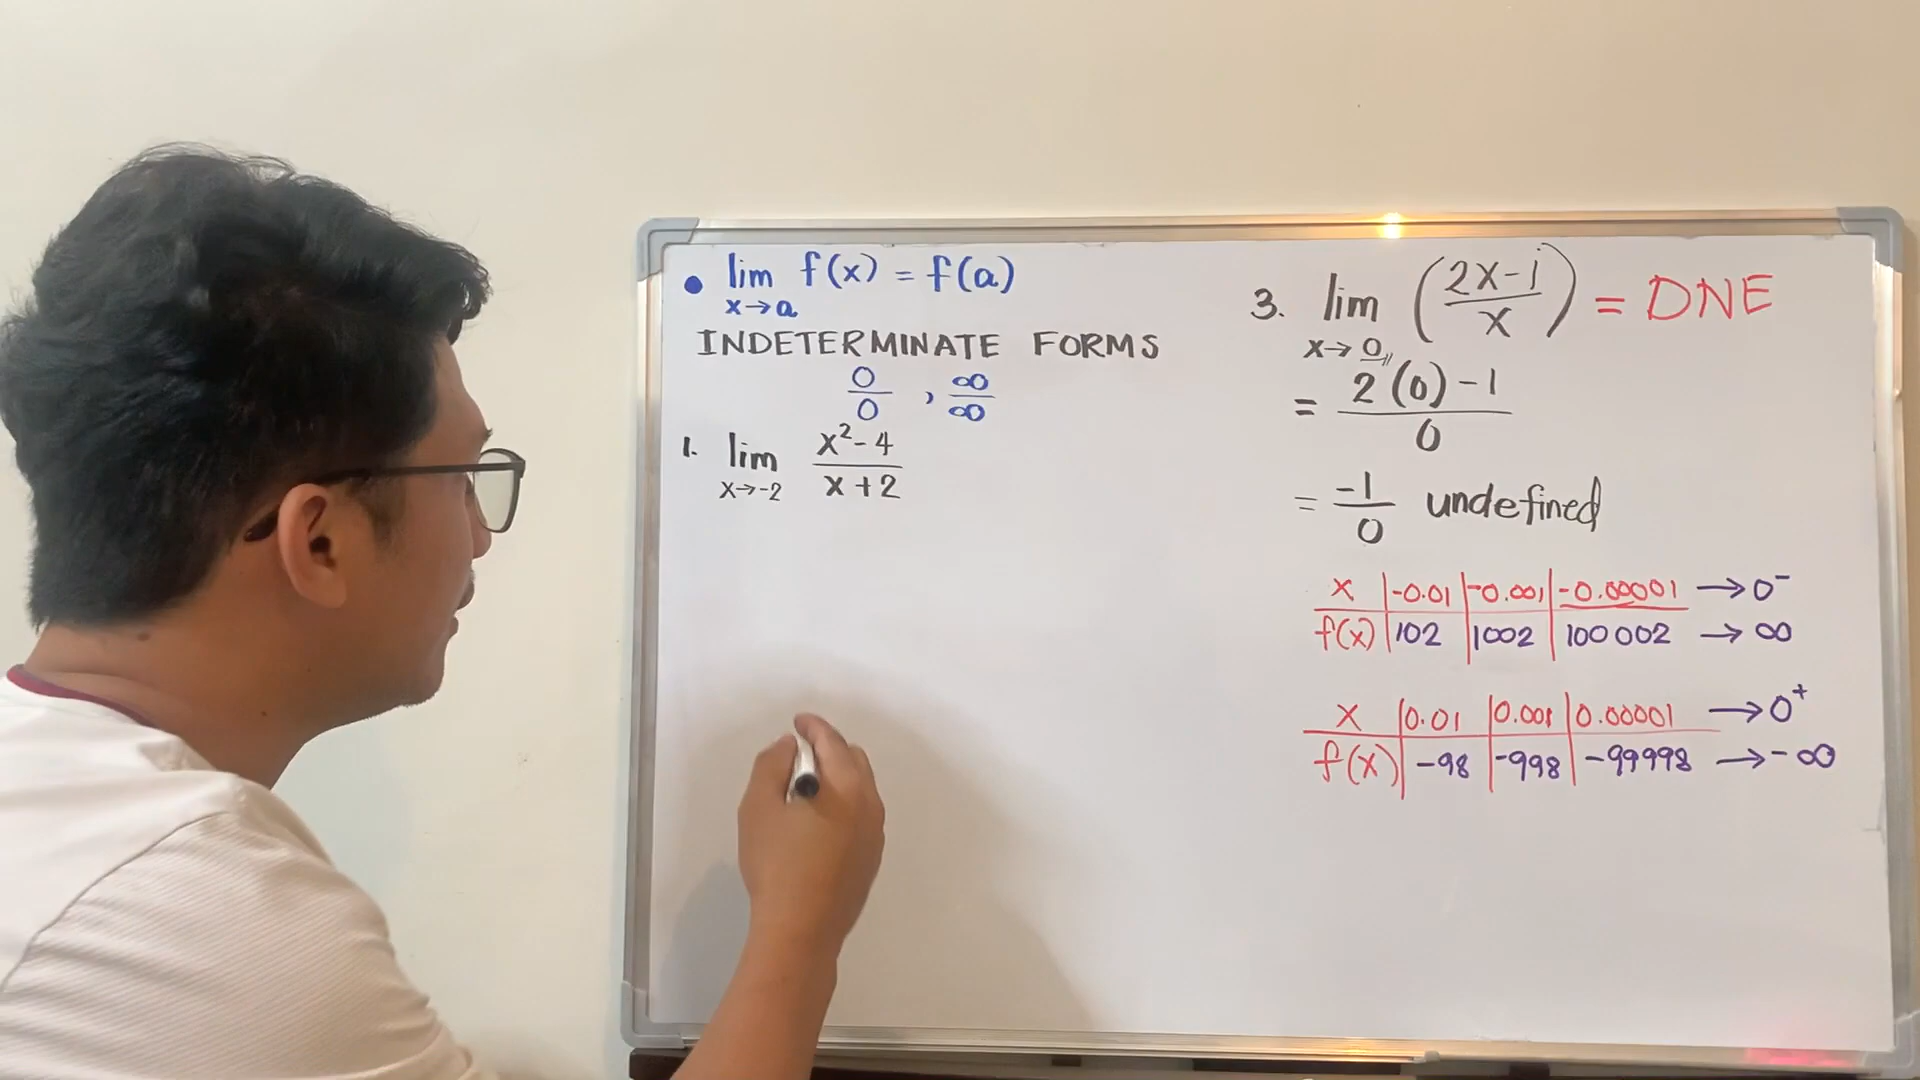 • lim f(x) = f(a)
x→a
INDETERMINATE FORMS
0/0 , ∞/∞
1. lim (x²-4)/(x+2)
x→-2
3. lim ((2x-1)/x) = DNE
x→0
= (2(0)-1)/0
= -1/0 undefined
x | -0.01 | -0.001 | -0.00001 → 0⁻
f(x) | 102 | 1002 | 100002 → ∞
x | 0.01 | 0.001 | 0.00001 → 0⁺
f(x) | -98 | -998 | -99998 → -∞